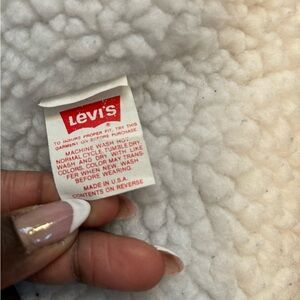 Levi's
®
TO INSURE PROPER FIT, TRY THIS
GARMENT ON BEFORE PURCHASE.
MACHINE WASH HOT
NORMAL CYCLE TUMBLE DRY.
WASH AND DRY WITH LIKE
COLORS, COLOR MAY TRANS-
FER WHEN NEW. WASH
BEFORE WEARING.
MADE IN U.S.A.
CONTENTS ON REVERSE